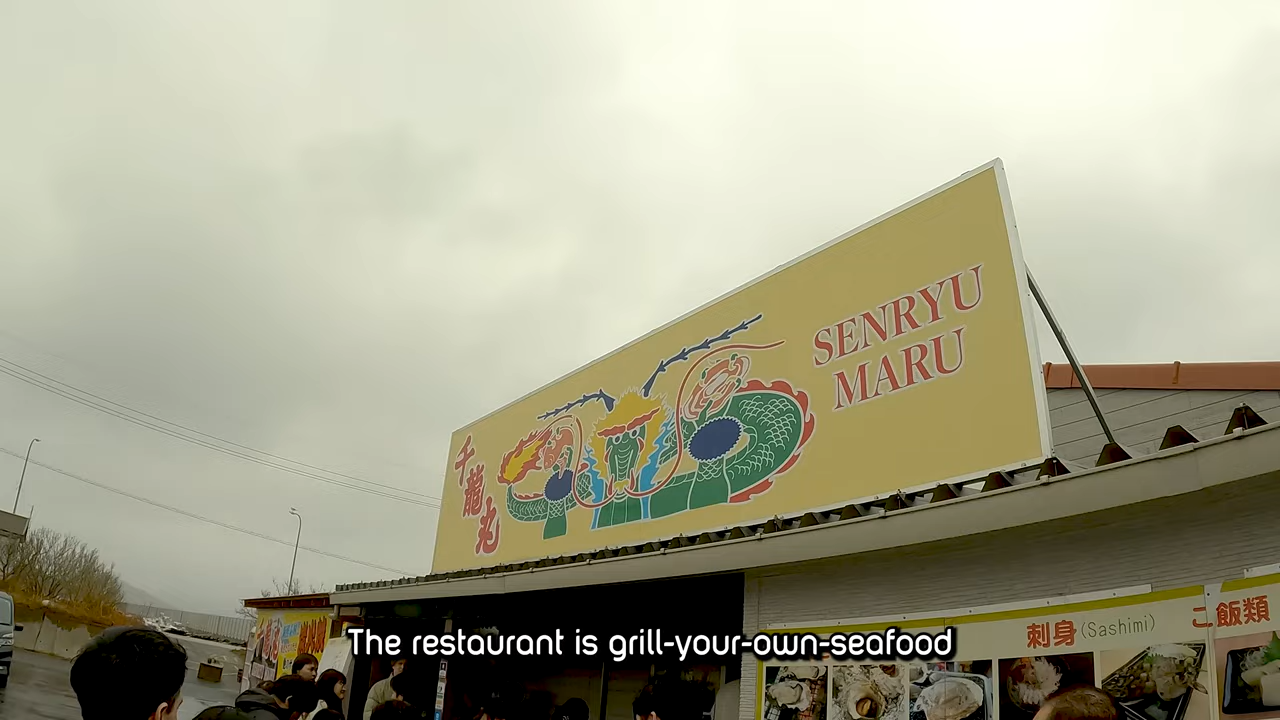 千龍丸
SENRYU
MARU
刺身(Sashimi)
ご飯類
The restaurant is grill-your-own-seafood